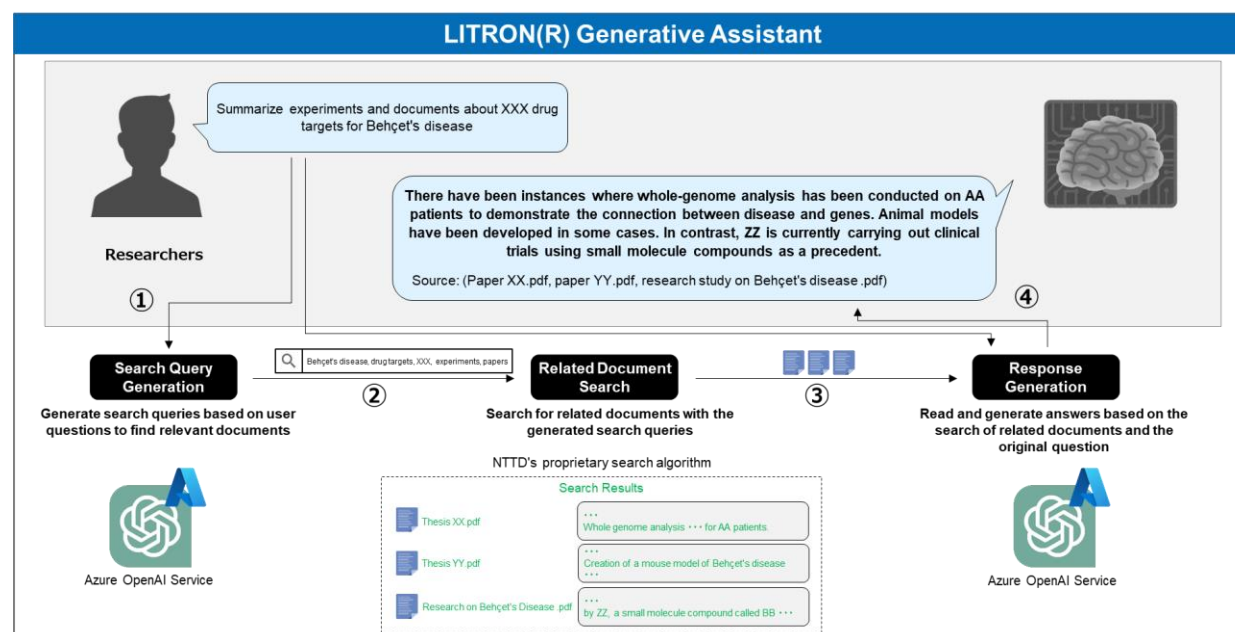 LITRON(R) Generative Assistant
Summarize experiments and documents about XXX drug
targets for Behçet's disease
There have been instances where whole-genome analysis has been conducted on AA
patients to demonstrate the connection between disease and genes. Animal models
have been developed in some cases. In contrast, ZZ is currently carrying out clinical
trials using small molecule compounds as a precedent.
Source: (Paper XX.pdf, paper YY.pdf, research study on Behçet's disease .pdf)
Researchers
①
④
Search Query
Generation
Behçet's disease, drug targets, XXX, experiments, papers
②
Related Document
Search
③
Response
Generation
Generate search queries based on user
questions to find relevant documents
Search for related documents with the
generated search queries
Read and generate answers based on the
search of related documents and the
original question
NTTD's proprietary search algorithm
Search Results
Thesis XX.pdf
･･･
Whole genome analysis ･･･ for AA patients.
Thesis YY.pdf
･･･
Creation of a mouse model of Behçet's disease
･･･
Research on Behçet's Disease .pdf
･･･
by ZZ, a small molecule compound called BB ･･･
Azure OpenAI Service
Azure OpenAI Service